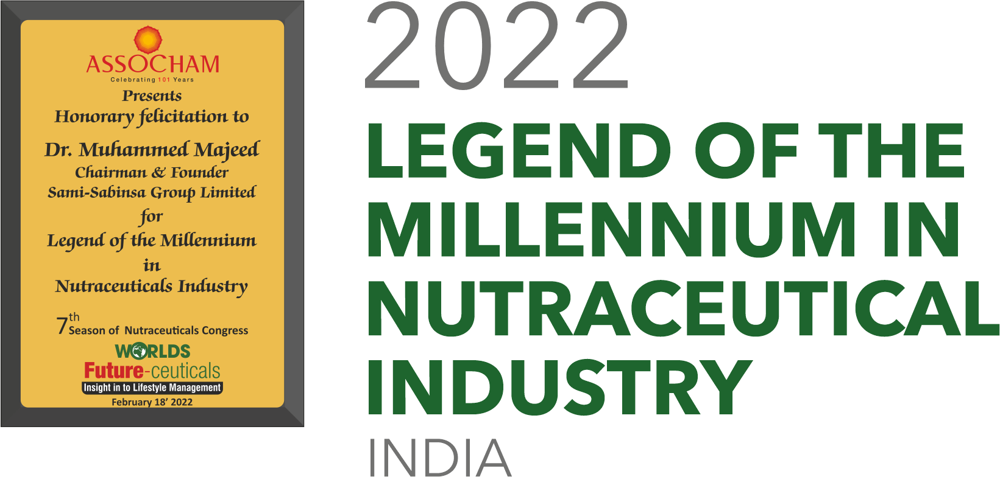 ASSOCHAM
Celebrating 101 Years
Presents
Honorary felicitation to
Dr. Muhammed Majeed
Chairman & Founder
Sami-Sabinsa Group Limited
for
Legend of the Millennium
in
Nutraceuticals Industry
7th Season of Nutraceuticals Congress
WORLDS
Future-ceuticals
Insight in to Lifestyle Management
February 18' 2022
2022
LEGEND OF THE
MILLENNIUM IN
NUTRACEUTICAL
INDUSTRY
INDIA